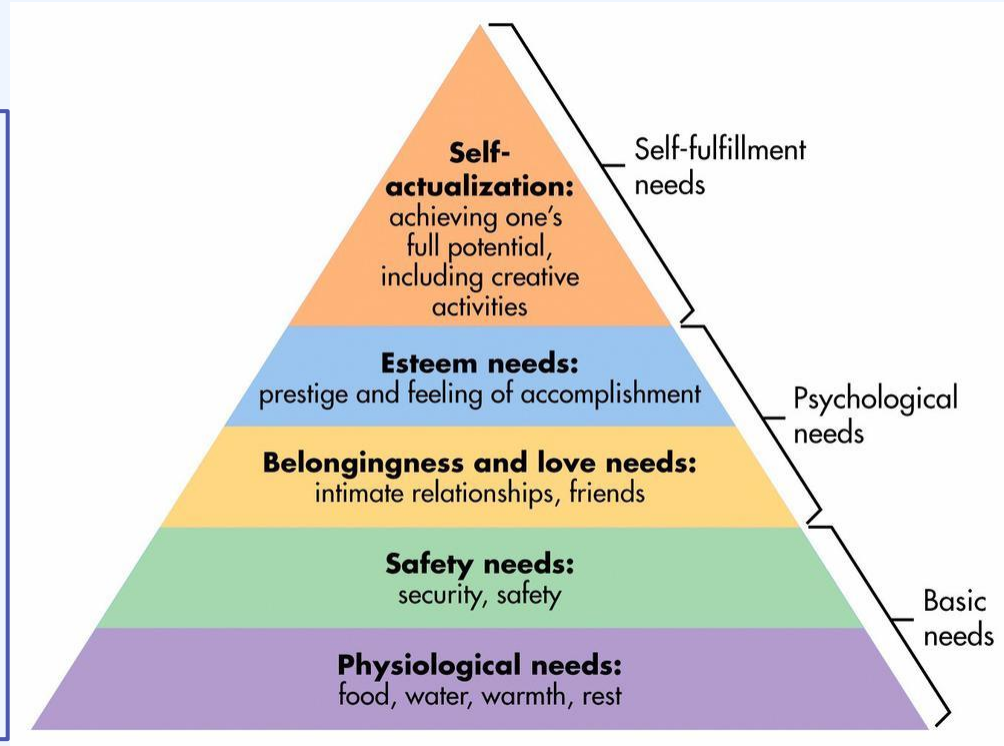 Self-
actualization:
achieving one's
full potential,
including creative
activities
Self-fulfillment
needs
Esteem needs:
prestige and feeling of accomplishment
Psychological
needs
Belongingness and love needs:
intimate relationships, friends
Safety needs:
security, safety
Basic
needs
Physiological needs:
food, water, warmth, rest